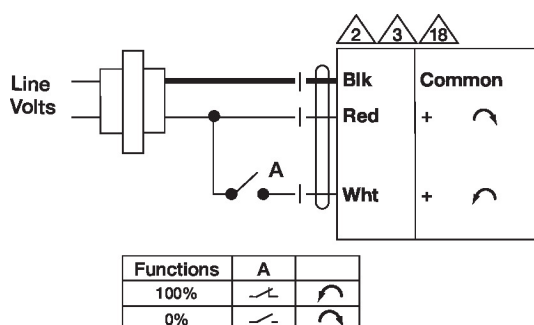 2 3 18
Line
Volts
Blk Common
Red +
A
Wht +
Functions A
100%
0%